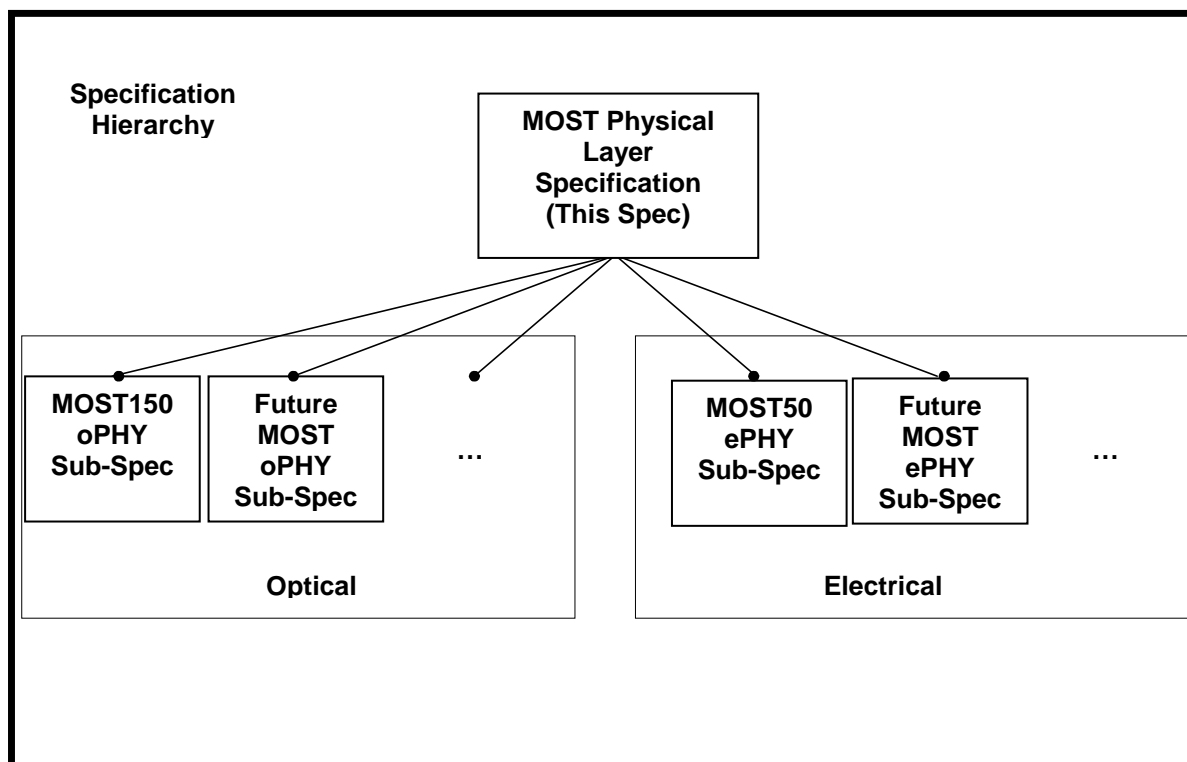 Specification
Hierarchy
MOST Physical
Layer
Specification
(This Spec)
MOST150
oPHY
Sub-Spec
Future
MOST
oPHY
Sub-Spec
...
MOST50
ePHY
Sub-Spec
Future
MOST
ePHY
Sub-Spec
...
Optical
Electrical